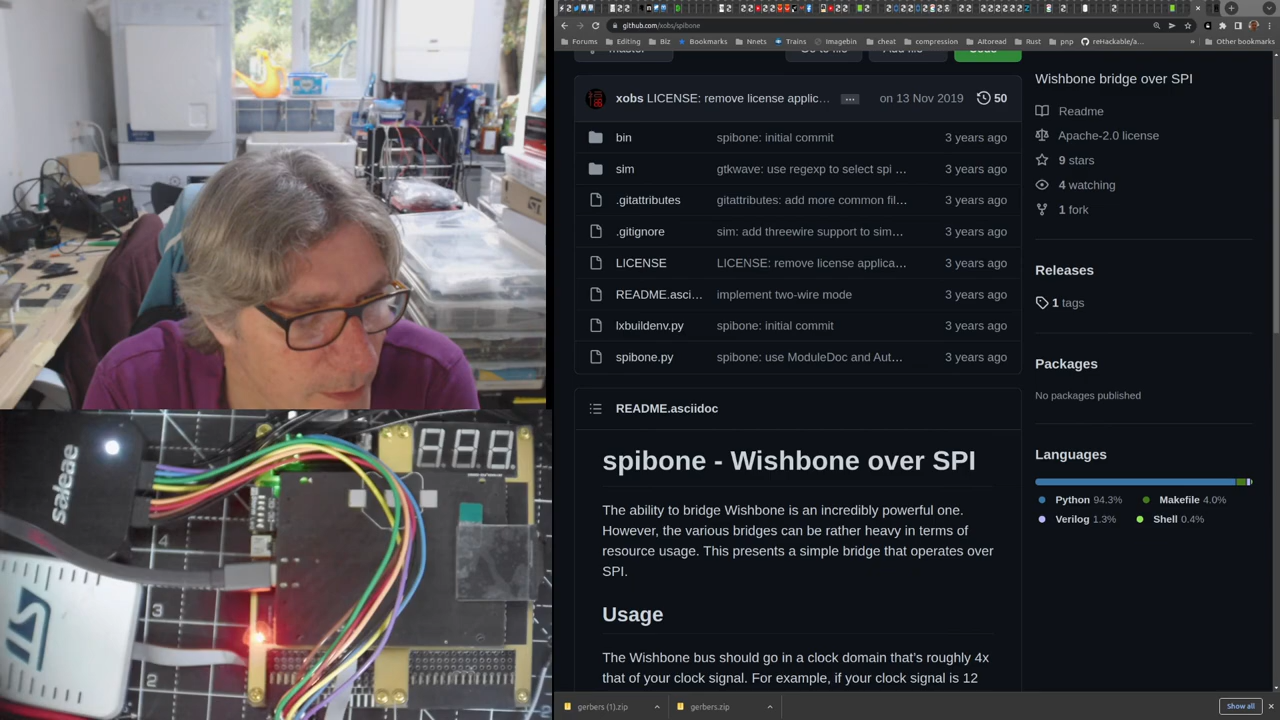 github.com/xobs/spibone
Forums
Editing
Biz
Bookmarks
Nnets
Trains
Imagebin
cheat
compression
AItoread
Rust
pnp
reHackable/a...
»
Other bookmarks
Wishbone bridge over SPI
xobs LICENSE: remove license applic... on 13 Nov 2019 50
bin spibone: initial commit 3 years ago
sim gtkwave: use regexp to select spi ... 3 years ago
.gitattributes gitattributes: add more common fil... 3 years ago
.gitignore sim: add threewire support to sim... 3 years ago
LICENSE LICENSE: remove license applica... 3 years ago
README.asci... implement two-wire mode 3 years ago
lxbuildenv.py spibone: initial commit 3 years ago
spibone.py spibone: use ModuleDoc and Aut... 3 years ago
Readme
Apache-2.0 license
9 stars
4 watching
1 fork
Releases
1 tags
Packages
No packages published
Languages
Python 94.3% Makefile 4.0%
Verilog 1.3% Shell 0.4%
README.asciidoc
spibone - Wishbone over SPI
The ability to bridge Wishbone is an incredibly powerful one.
However, the various bridges can be rather heavy in terms of
resource usage. This presents a simple bridge that operates over
SPI.
Usage
The Wishbone bus should go in a clock domain that's roughly 4x
that of your clock signal. For example, if your clock signal is 12
gerbers (1).zip
gerbers.zip
Show all
saleae
4
3
2
888